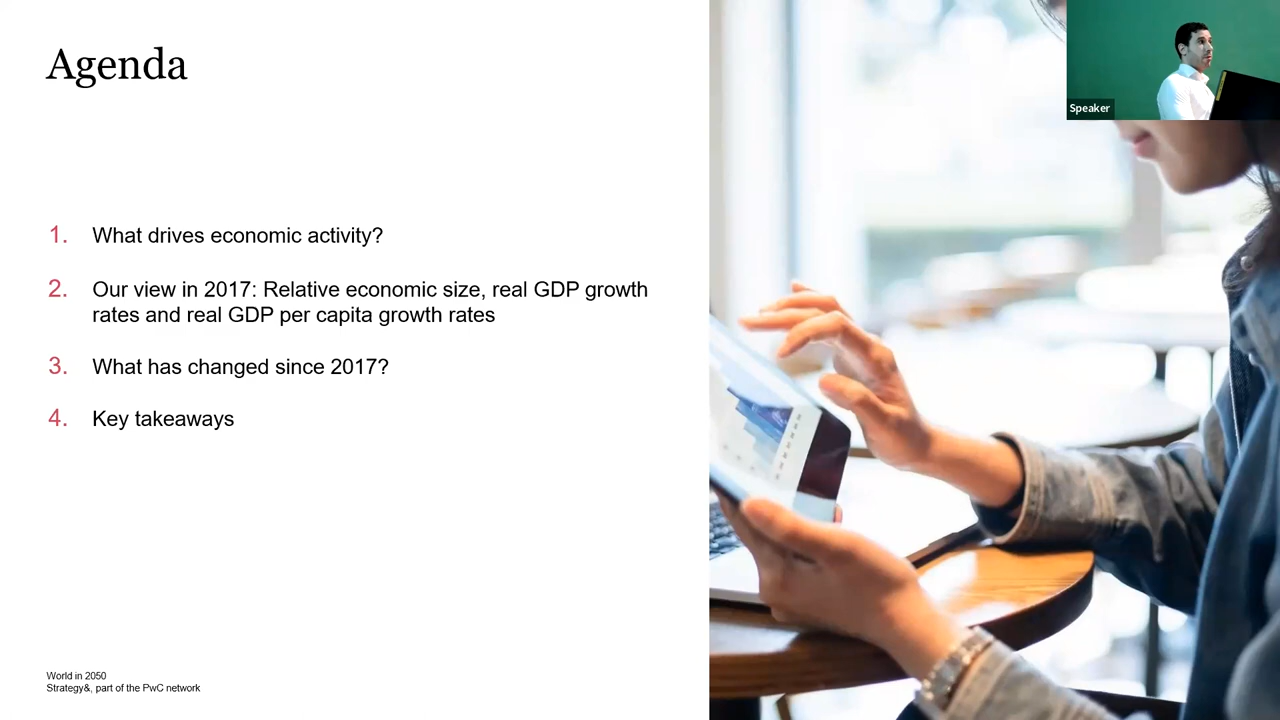 Agenda
Speaker
1. What drives economic activity?
2. Our view in 2017: Relative economic size, real GDP growth
rates and real GDP per capita growth rates
3. What has changed since 2017?
4. Key takeaways
World in 2050
Strategy&, part of the PwC network